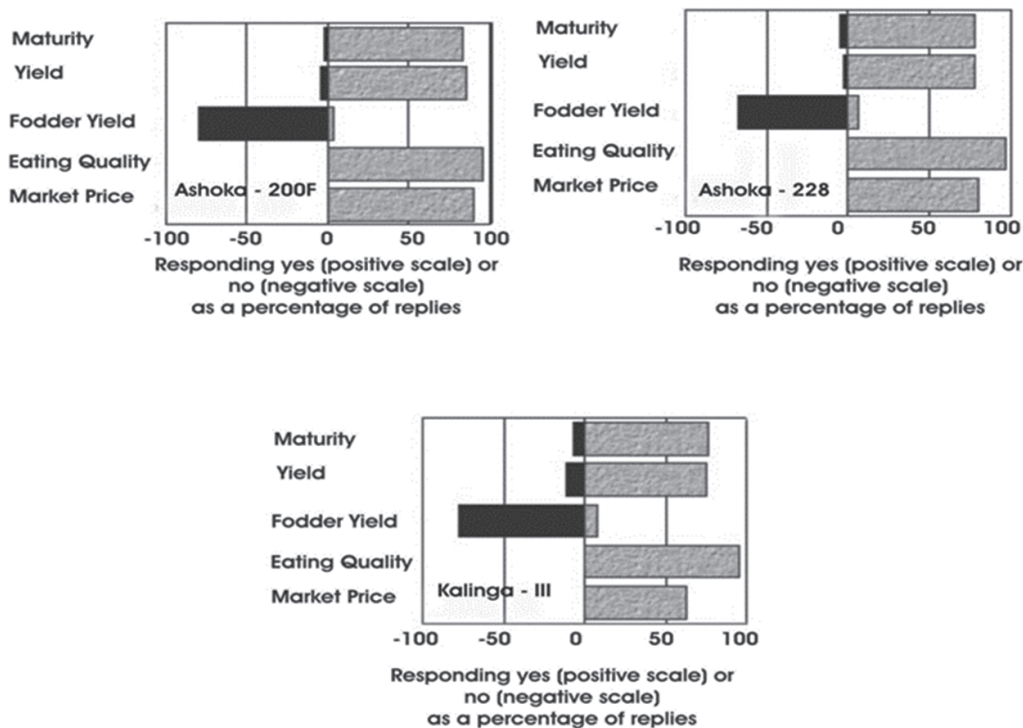 Maturity
Yield
Fodder Yield
Eating Quality
Market Price
Ashoka - 200F
-100 -50 0 50 100
Responding yes (positive scale) or
no (negative scale)
as a percentage of replies
Maturity
Yield
Fodder Yield
Eating Quality
Market Price
Ashoka - 228
-100 -50 0 50 100
Responding yes (positive scale) or
no (negative scale)
as a percentage of replies
Maturity
Yield
Fodder Yield
Eating Quality
Market Price
Kalinga - III
-100 -50 0 50 100
Responding yes (positive scale) or
no (negative scale)
as a percentage of replies